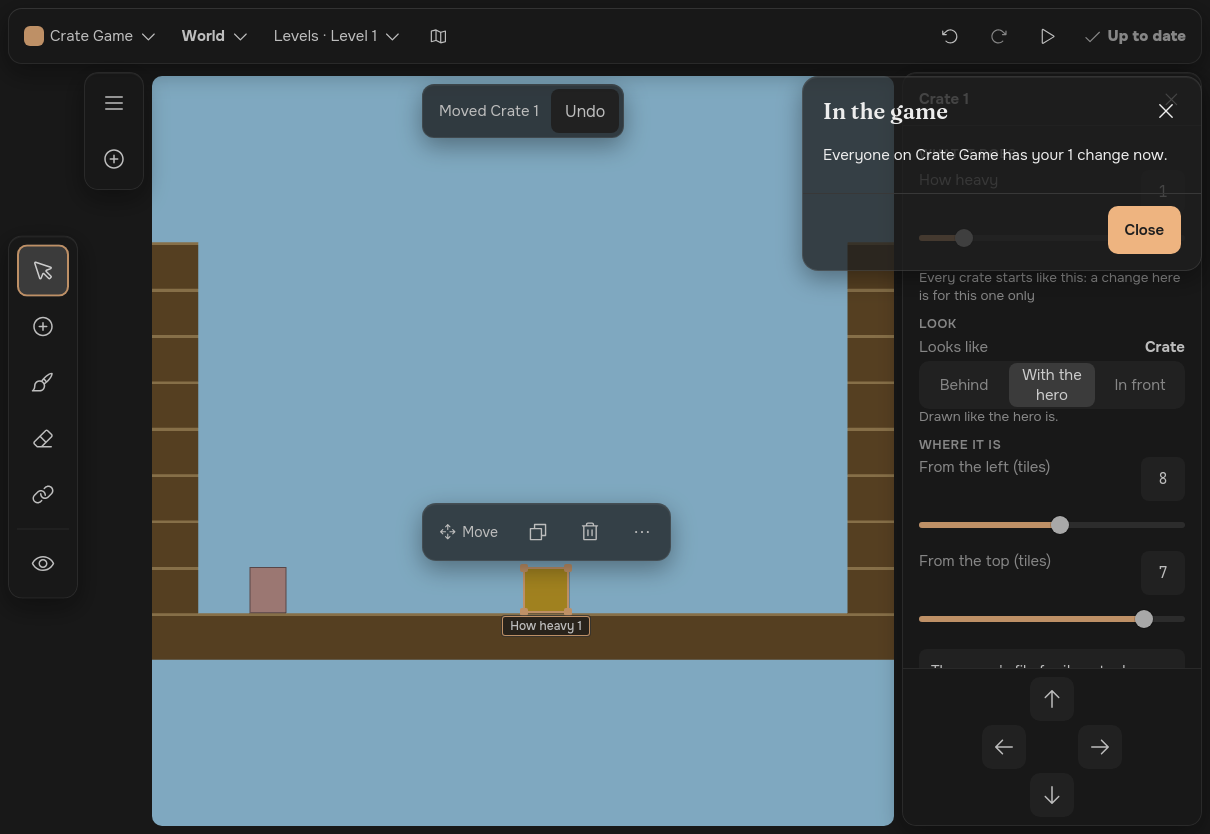 Crate Game
World
Levels · Level 1
Up to date
Moved Crate 1
Undo
Crate 1
In the game
Everyone on Crate Game has your 1 change now.
How heavy
1
Close
Every crate starts like this: a change here
is for this one only
LOOK
Looks like
Crate
Behind
With the
hero
In front
Drawn like the hero is.
WHERE IT IS
From the left (tiles)
8
From the top (tiles)
7
Move
How heavy 1